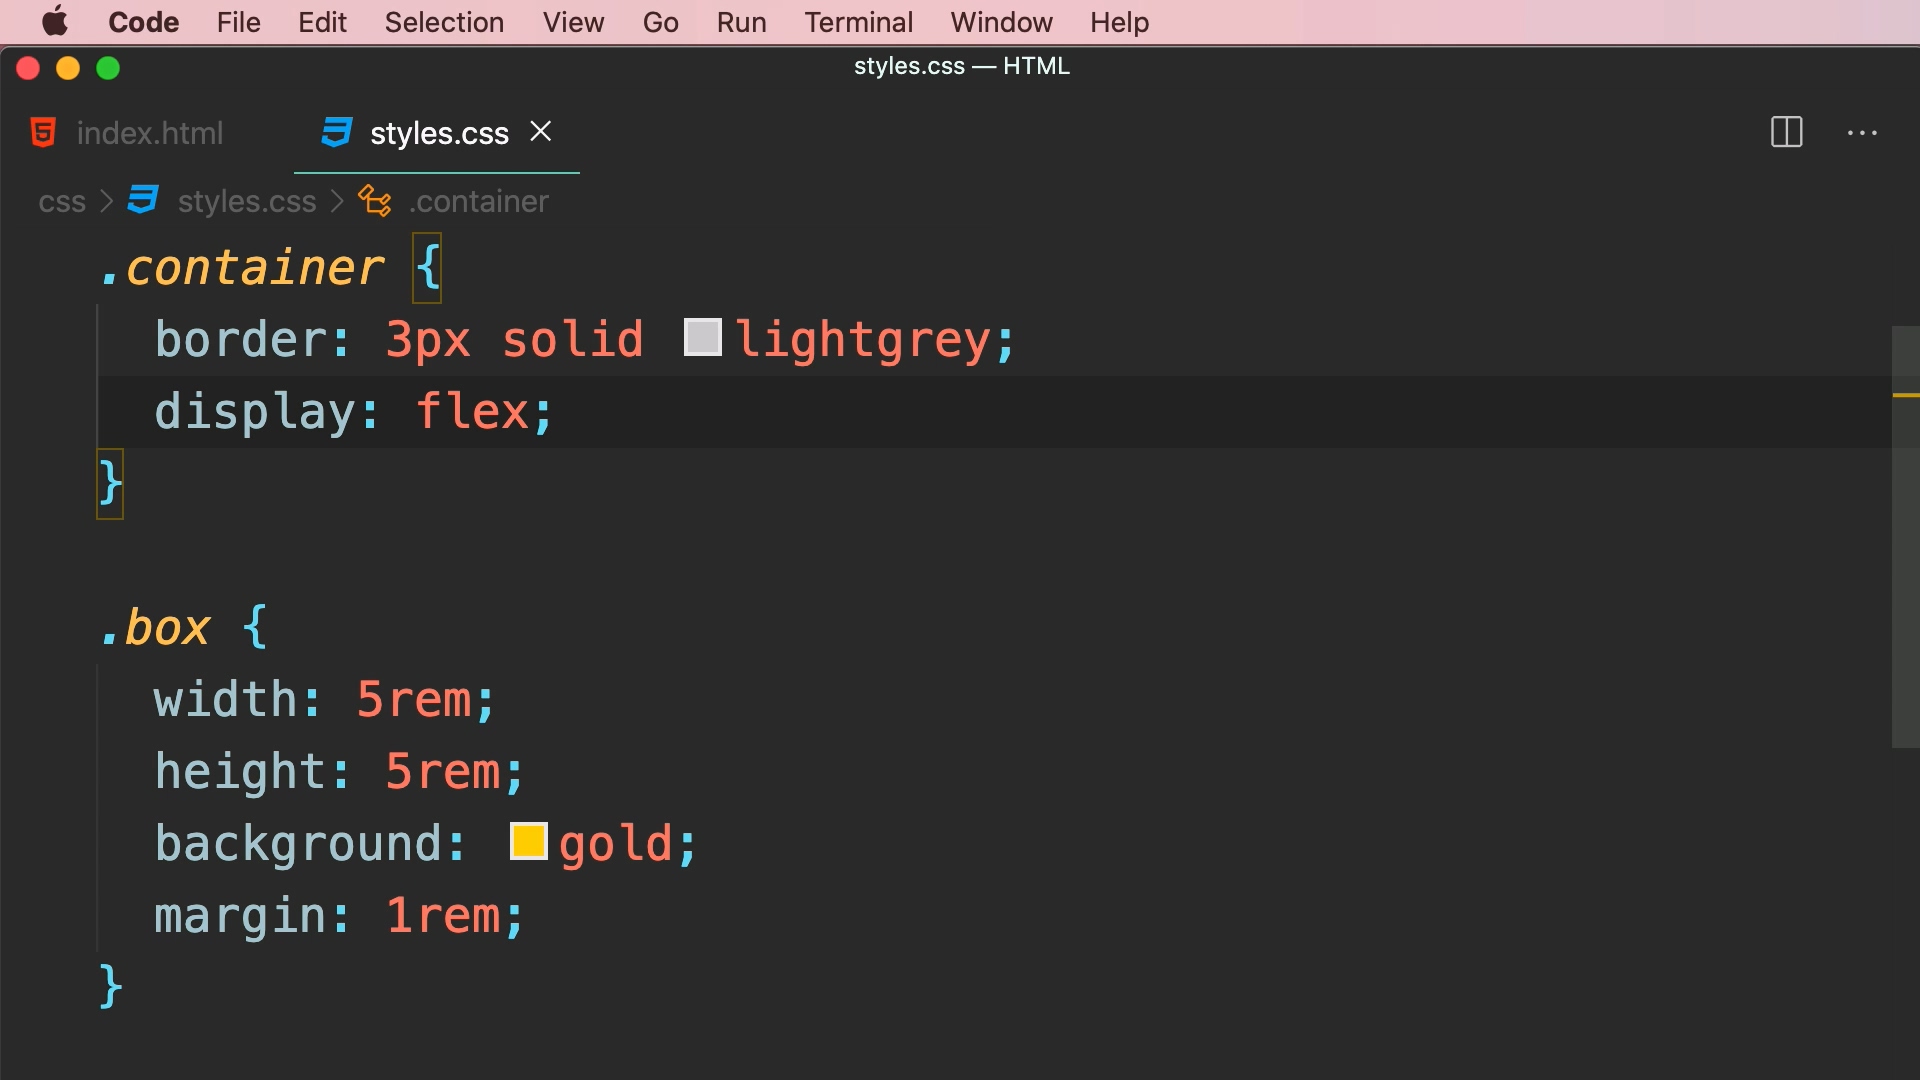 Code File Edit Selection View Go Run Terminal Window Help
styles.css — HTML
index.html styles.css
css > styles.css > .container
.container {
border: 3px solid lightgrey;
display: flex;
}
.box {
width: 5rem;
height: 5rem;
background: gold;
margin: 1rem;
}